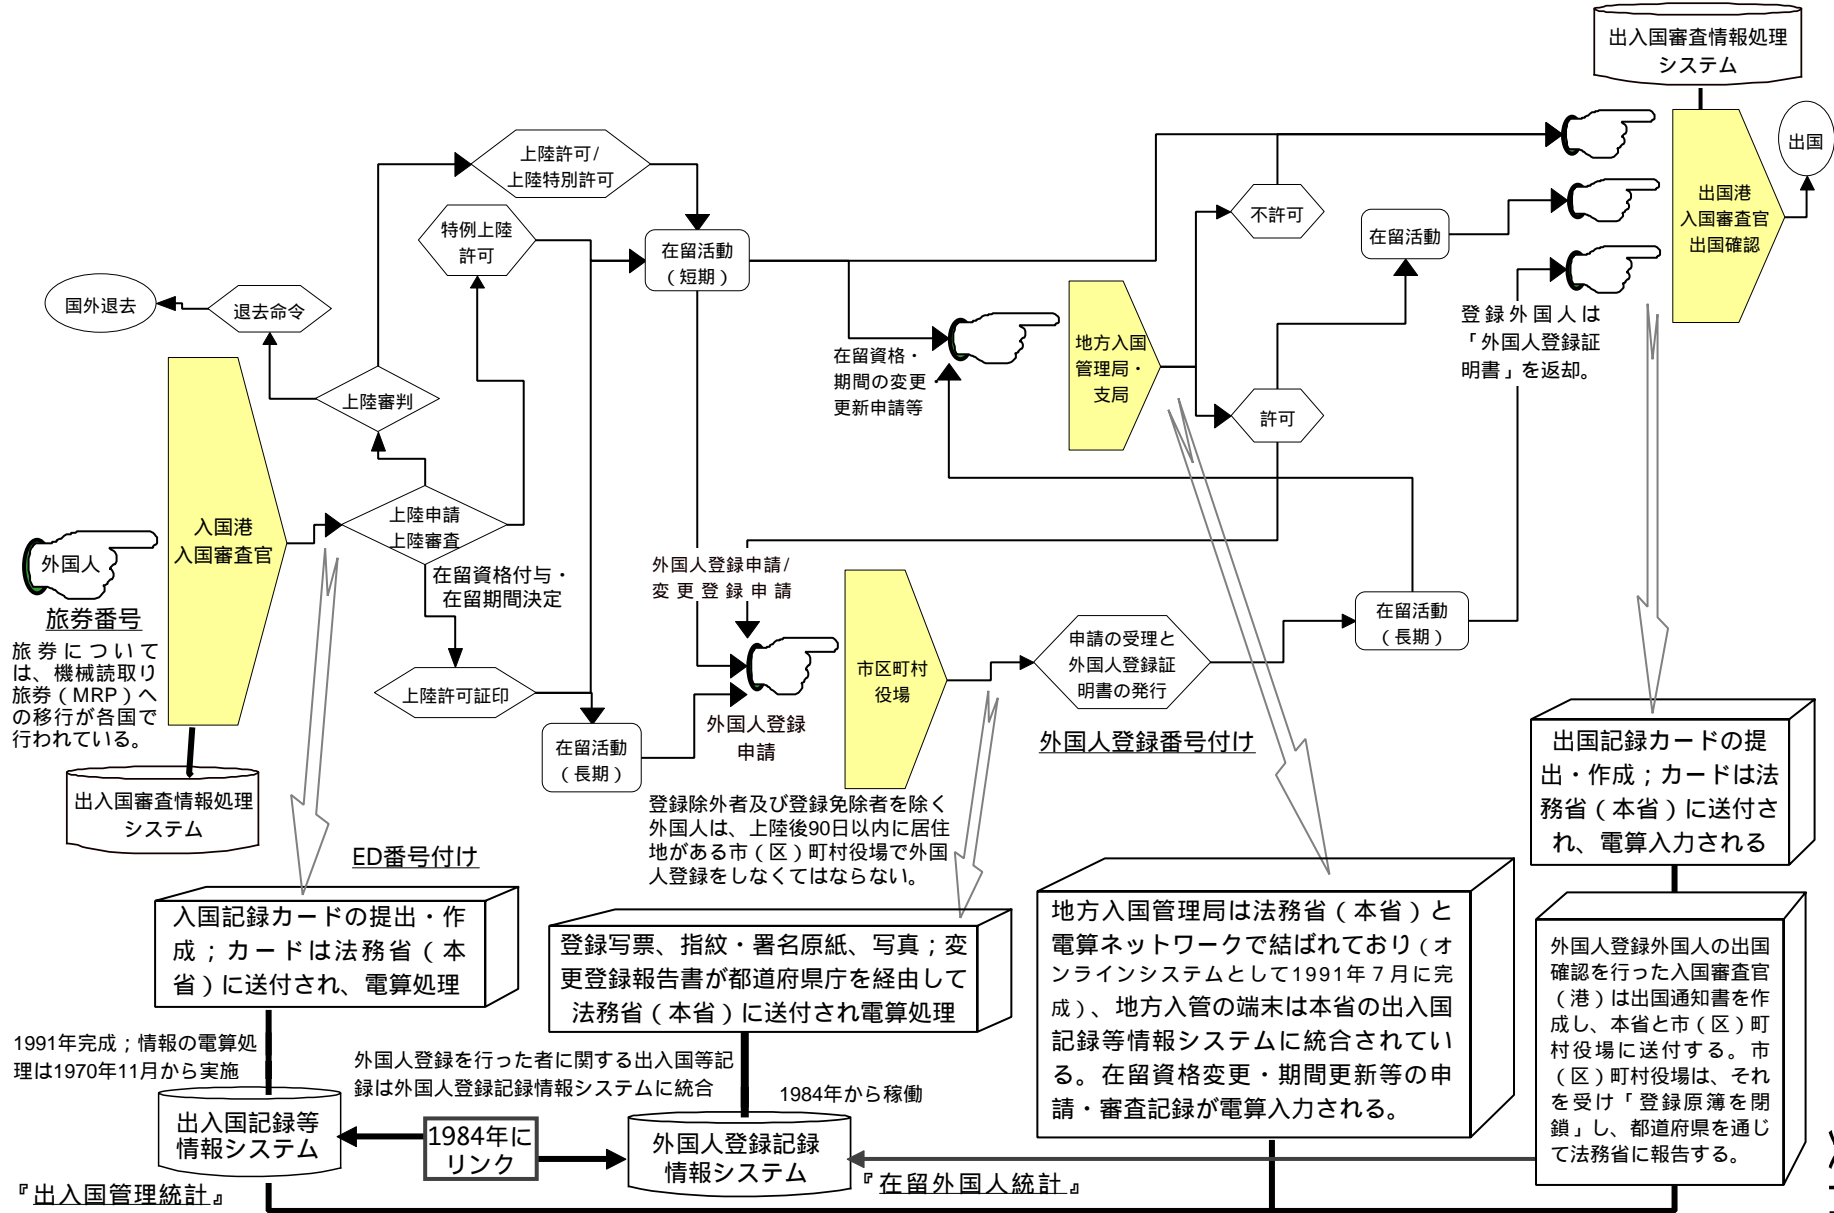 出入国審査情報処理
システム
出国
出国港
入国審査官
出国確認
上陸許可/
上陸特別許可
特例上陸
許可
在留活動
（短期）
不許可
在留活動
国外退去
退去命令
上陸審判
在留資格・
期間の変更・
更新申請等
地方入国
管理局・
支局
許可
登録外国人は
「外国人登録証
明書」を返却。
外国人
旅券番号
旅券について
は、機械読取り
旅券（MRP）へ
の移行が各国で
行われている。
入国港
入国審査官
上陸申請
上陸審査
在留資格付与・
在留期間決定
上陸許可証印
在留活動
（長期）
外国人登録申請/
変更登録申請
外国人登録
申請
市区町村
役場
申請の受理と
外国人登録証
明書の発行
在留活動
（長期）
外国人登録番号付け
登録除外者及び登録免除者を除く
外国人は、上陸後90日以内に居住
地がある市（区）町村役場で外国
人登録をしなくてはならない。
出入国審査情報処理
システム
ED番号付け
入国記録カードの提出・作
成；カードは法務省（本
省）に送付され、電算処理
登録写票、指紋・署名原紙、写真；変
更登録報告書が都道府県庁を経由して
法務省（本省）に送付され電算処理
地方入国管理局は法務省（本省）と
電算ネットワークで結ばれており（オ
ンラインシステムとして1991年７月に完
成）、地方入管の端末は本省の出入国
記録等情報システムに統合されてい
る。在留資格変更・期間更新等の申
請・審査記録が電算入力される。
出国記録カードの提
出・作成；カードは法
務省（本省）に送付さ
れ、電算入力される
外国人登録外国人の出国
確認を行った入国審査官
（港）は出国通知書を作
成し、本省と市（区）町
村役場に送付する。市
（区）町村役場は、それ
を受け「登録原簿を閉
鎖」し、都道府県を通じ
て法務省に報告する。
1991年完成；情報の電算処
理は1970年11月から実施
外国人登録を行った者に関する出入国等記
録は外国人登録記録情報システムに統合
1984年から稼働
出入国記録等
情報システム
1984年に
リンク
外国人登録記録
情報システム
『出入国管理統計』
『在留外国人統計』